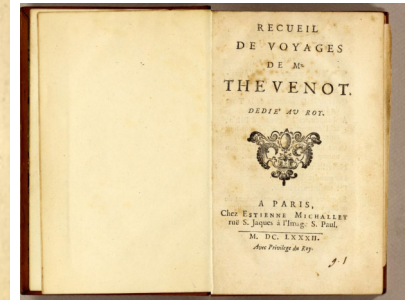 RECUEIL
DE VOYAGES
DE Mr
THEVENOT.
DEDIE' AU ROY.
A PARIS,
Chez ESTIENNE MICHALLET
ruë S. Jaques à l'Image S. Paul.
M. DC. LXXXII.
Avec Privilege du Roy.